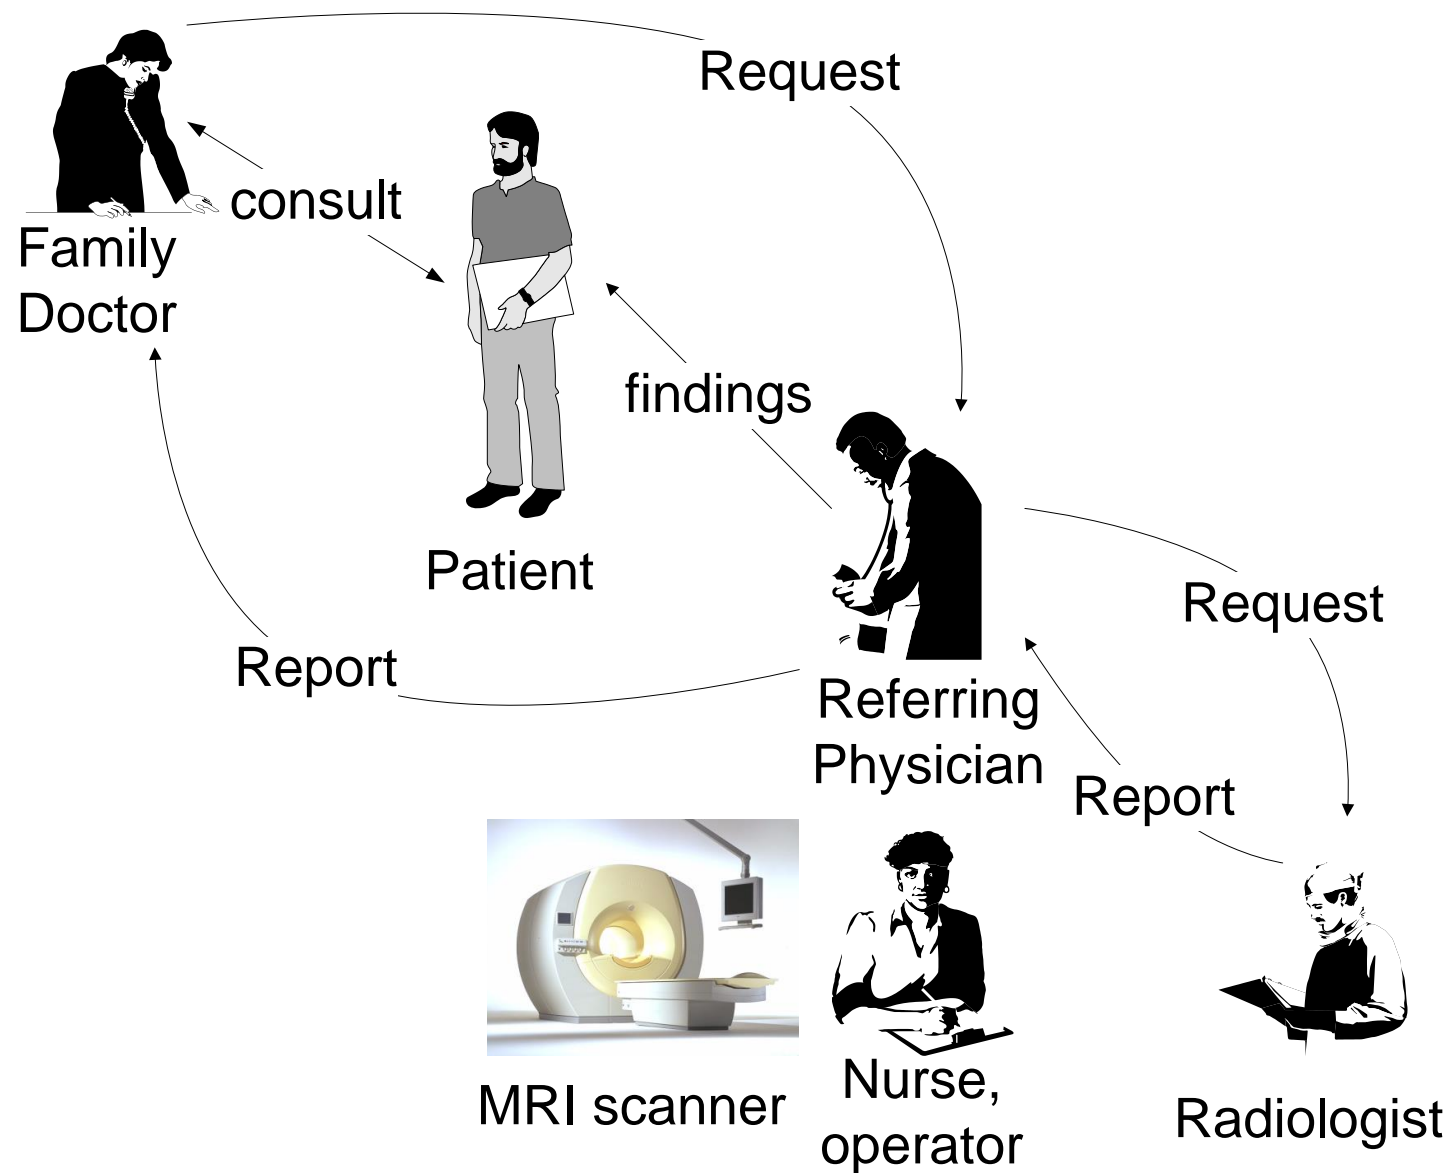 Request
consult
Family
Doctor
findings
Patient
Request
Report
Referring
Physician
Report
MRI scanner
Nurse,
operator
Radiologist